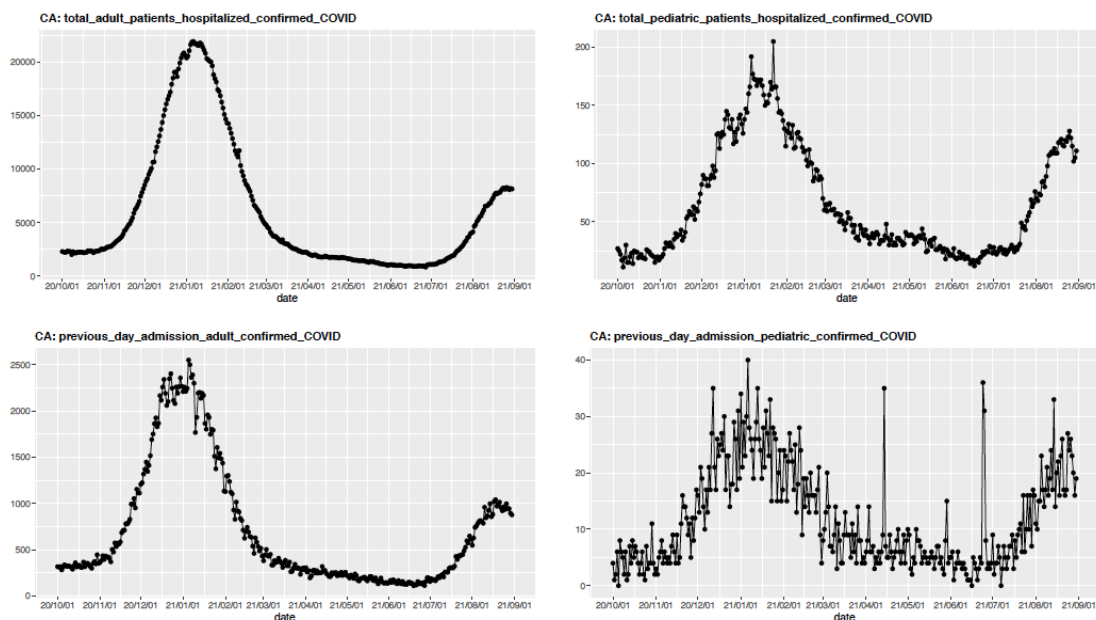 CA: total_adult_patients_hospitalized_confirmed_COVID
20000
15000
10000
5000
0
20/10/01 20/11/01 20/12/01 21/01/01 21/02/01 21/03/01 21/04/01 21/05/01 21/06/01 21/07/01 21/08/01 21/09/01
date
CA: total_pediatric_patients_hospitalized_confirmed_COVID
200
150
100
50
20/10/01 20/11/01 20/12/01 21/01/01 21/02/01 21/03/01 21/04/01 21/05/01 21/06/01 21/07/01 21/08/01 21/09/01
date
CA: previous_day_admission_adult_confirmed_COVID
2500
2000
1500
1000
500
0
20/10/01 20/11/01 20/12/01 21/01/01 21/02/01 21/03/01 21/04/01 21/05/01 21/06/01 21/07/01 21/08/01 21/09/01
date
CA: previous_day_admission_pediatric_confirmed_COVID
40
30
20
10
0
20/10/01 20/11/01 20/12/01 21/01/01 21/02/01 21/03/01 21/04/01 21/05/01 21/06/01 21/07/01 21/08/01 21/09/01
date